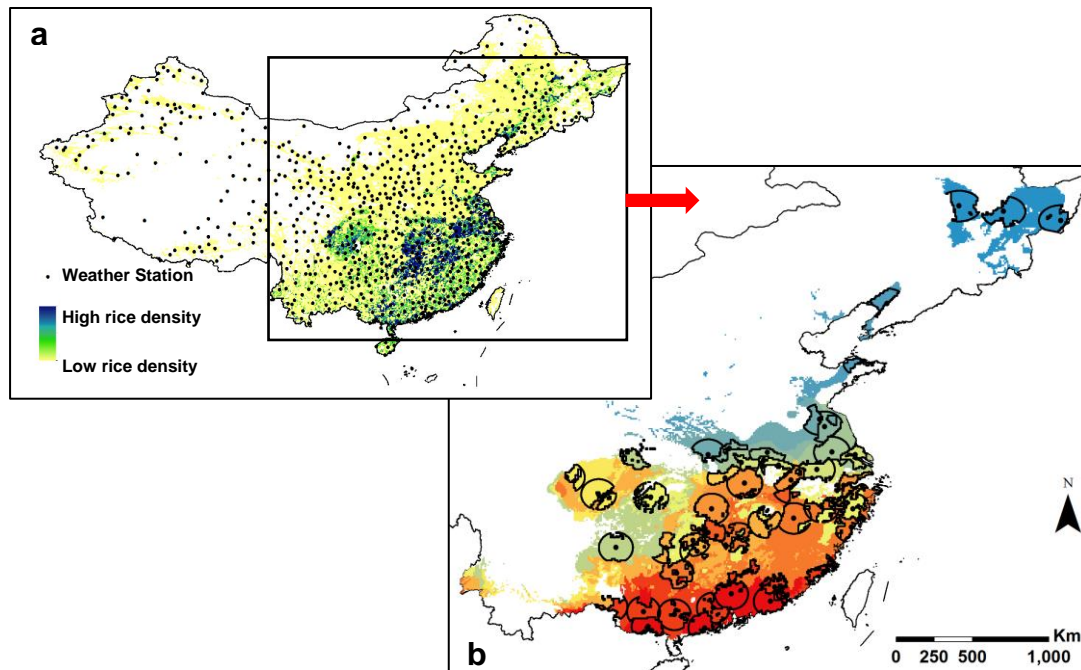 a
Weather Station
High rice density
Low rice density
N
Km
0 250 500 1,000
b